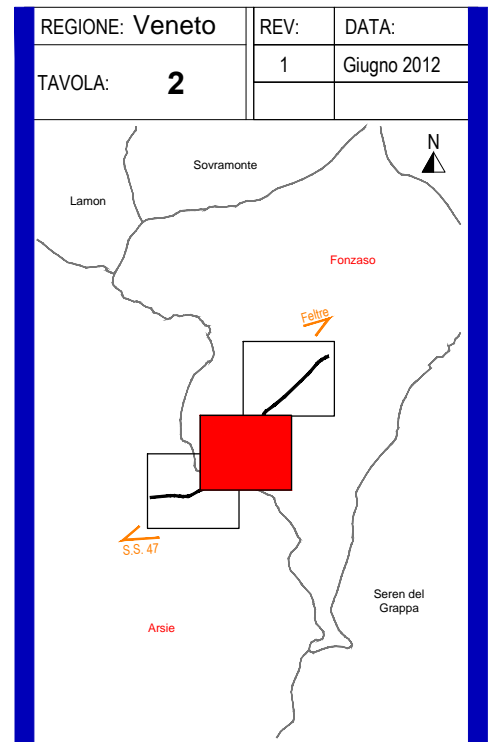 REGIONE: Veneto
REV:
DATA:
TAVOLA: 2
1
Giugno 2012
N
Sovramonte
Lamon
Fonzaso
Feltre
S.S. 47
Seren del
Grappa
Arsie